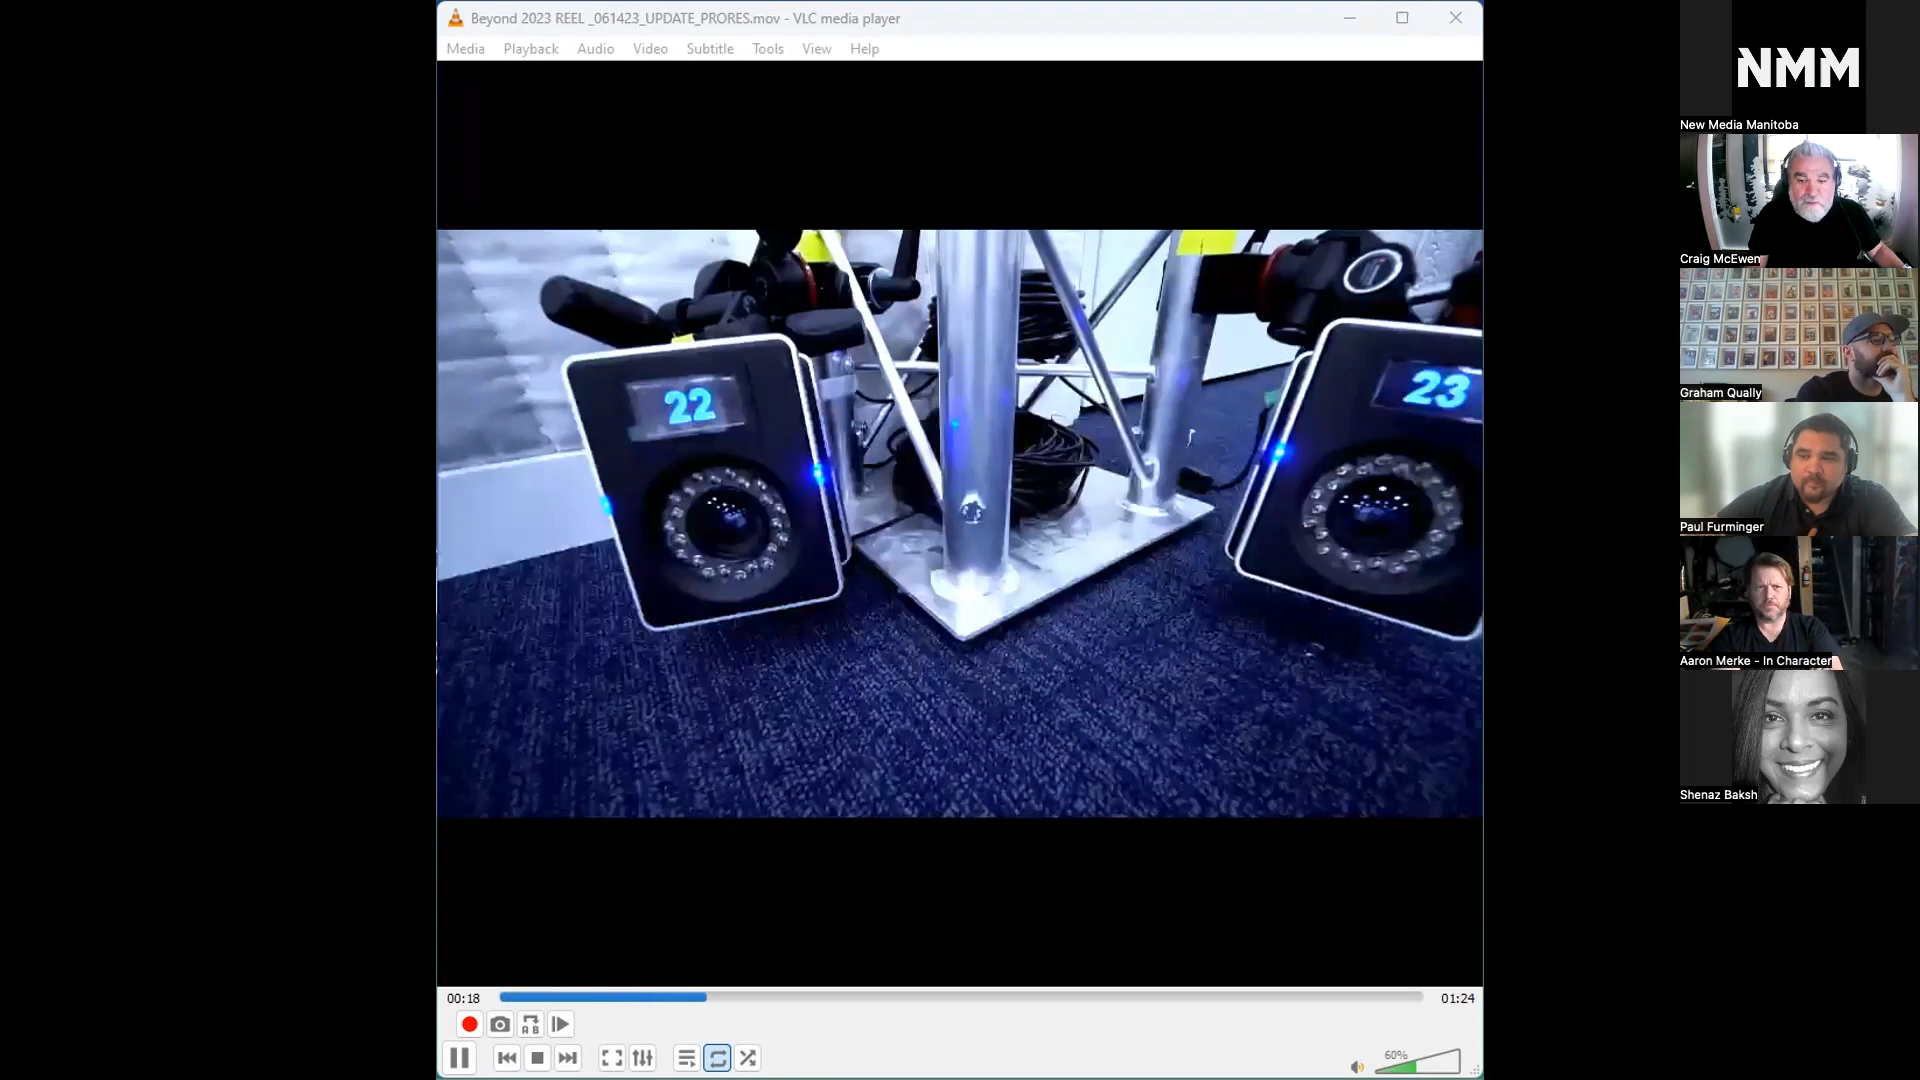 Beyond 2023 REEL _061423_UPDATE_PRORES.mov - VLC media player
Media Playback Audio Video Subtitle Tools View Help
22
23
00:18
01:24
A B
60%
NMM
New Media Manitoba
Craig McEwen
Graham Qually
Paul Furminger
Aaron Merke - In Character
Shenaz Baksh